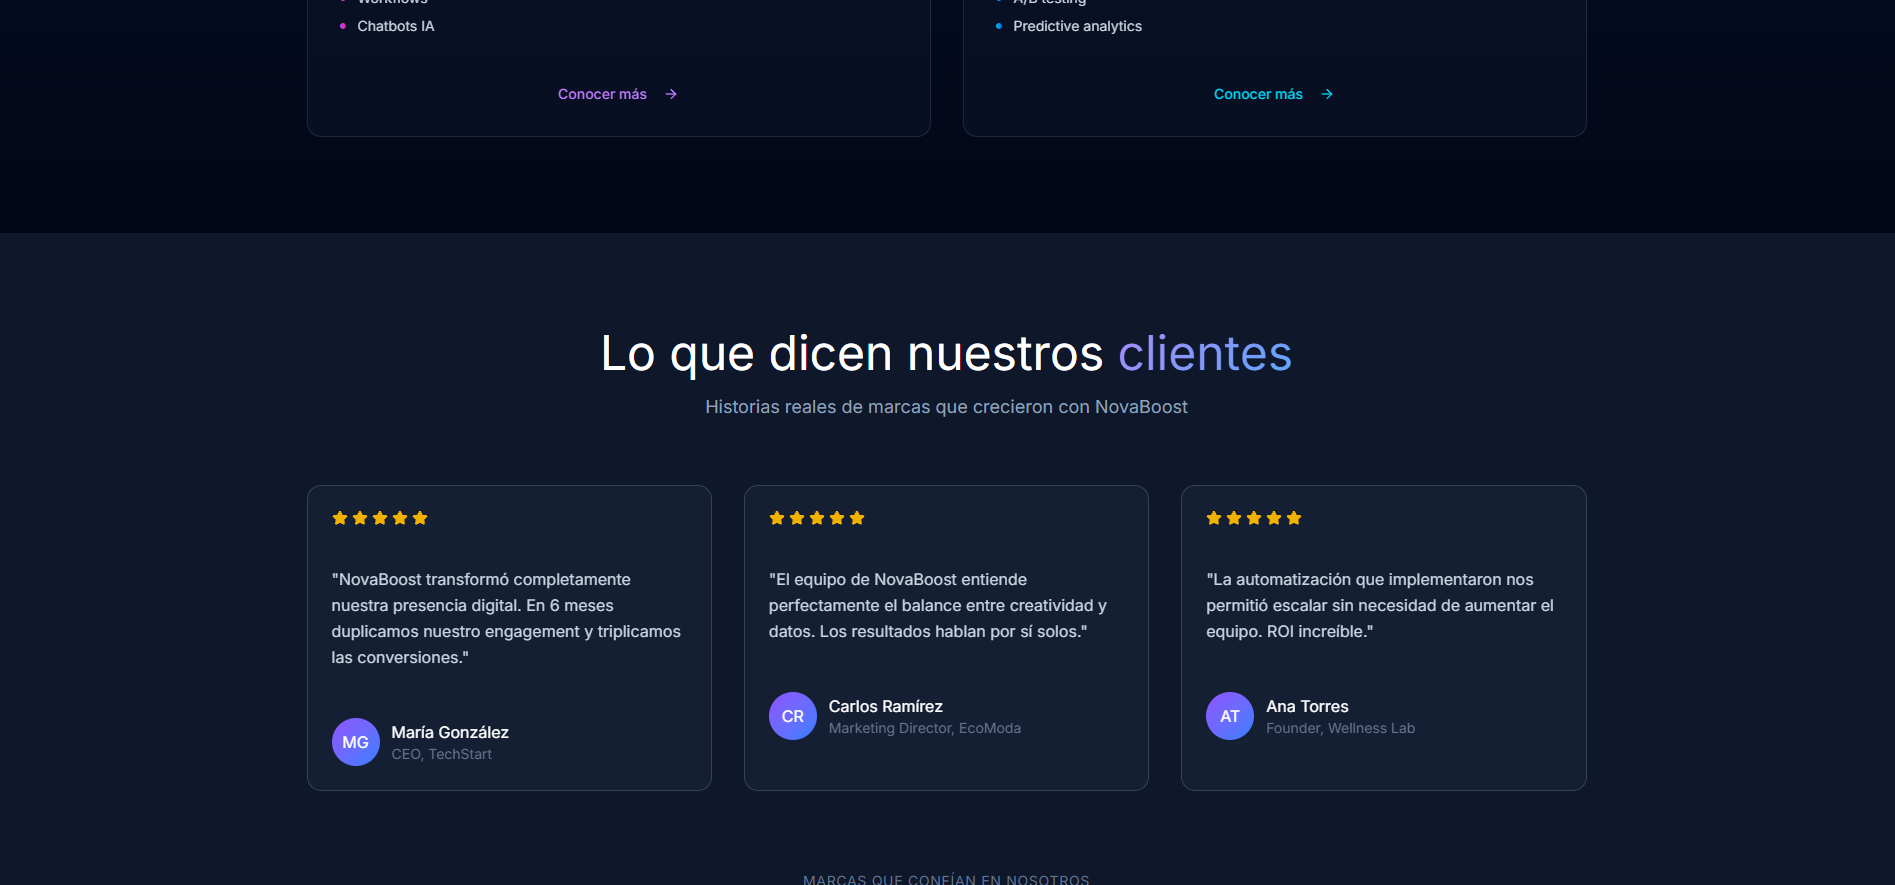 Workflows
A/B testing
Chatbots IA
Predictive analytics
Conocer más
Conocer más
Lo que dicen nuestros clientes
Historias reales de marcas que crecieron con NovaBoost
"NovaBoost transformó completamente
nuestra presencia digital. En 6 meses
duplicamos nuestro engagement y triplicamos
las conversiones."
MG
María González
CEO, TechStart
"El equipo de NovaBoost entiende
perfectamente el balance entre creatividad y
datos. Los resultados hablan por sí solos."
CR
Carlos Ramírez
Marketing Director, EcoModa
"La automatización que implementaron nos
permitió escalar sin necesidad de aumentar el
equipo. ROI increíble."
AT
Ana Torres
Founder, Wellness Lab
MARCAS QUE CONFÍAN EN NOSOTROS